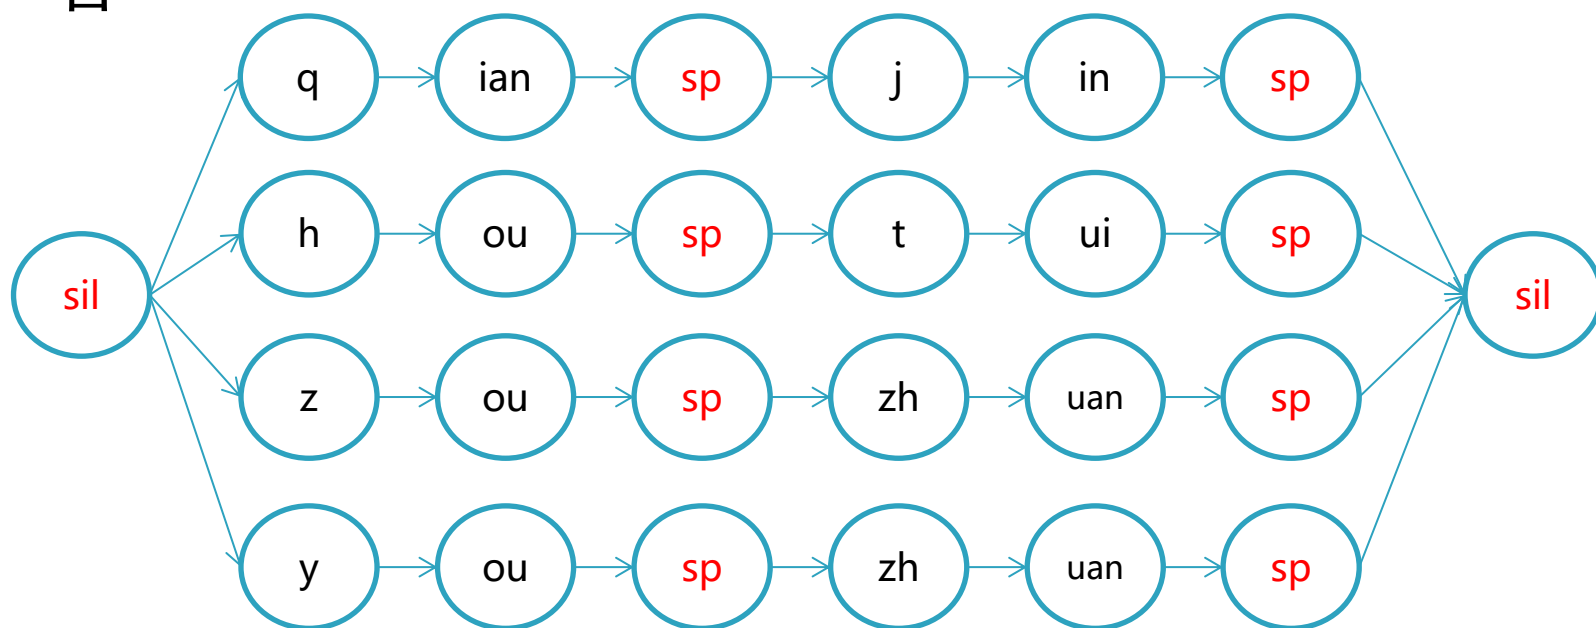 q ian sp j in sp
h ou sp t ui sp
sil sil
z ou sp zh uan sp
y ou sp zh uan sp